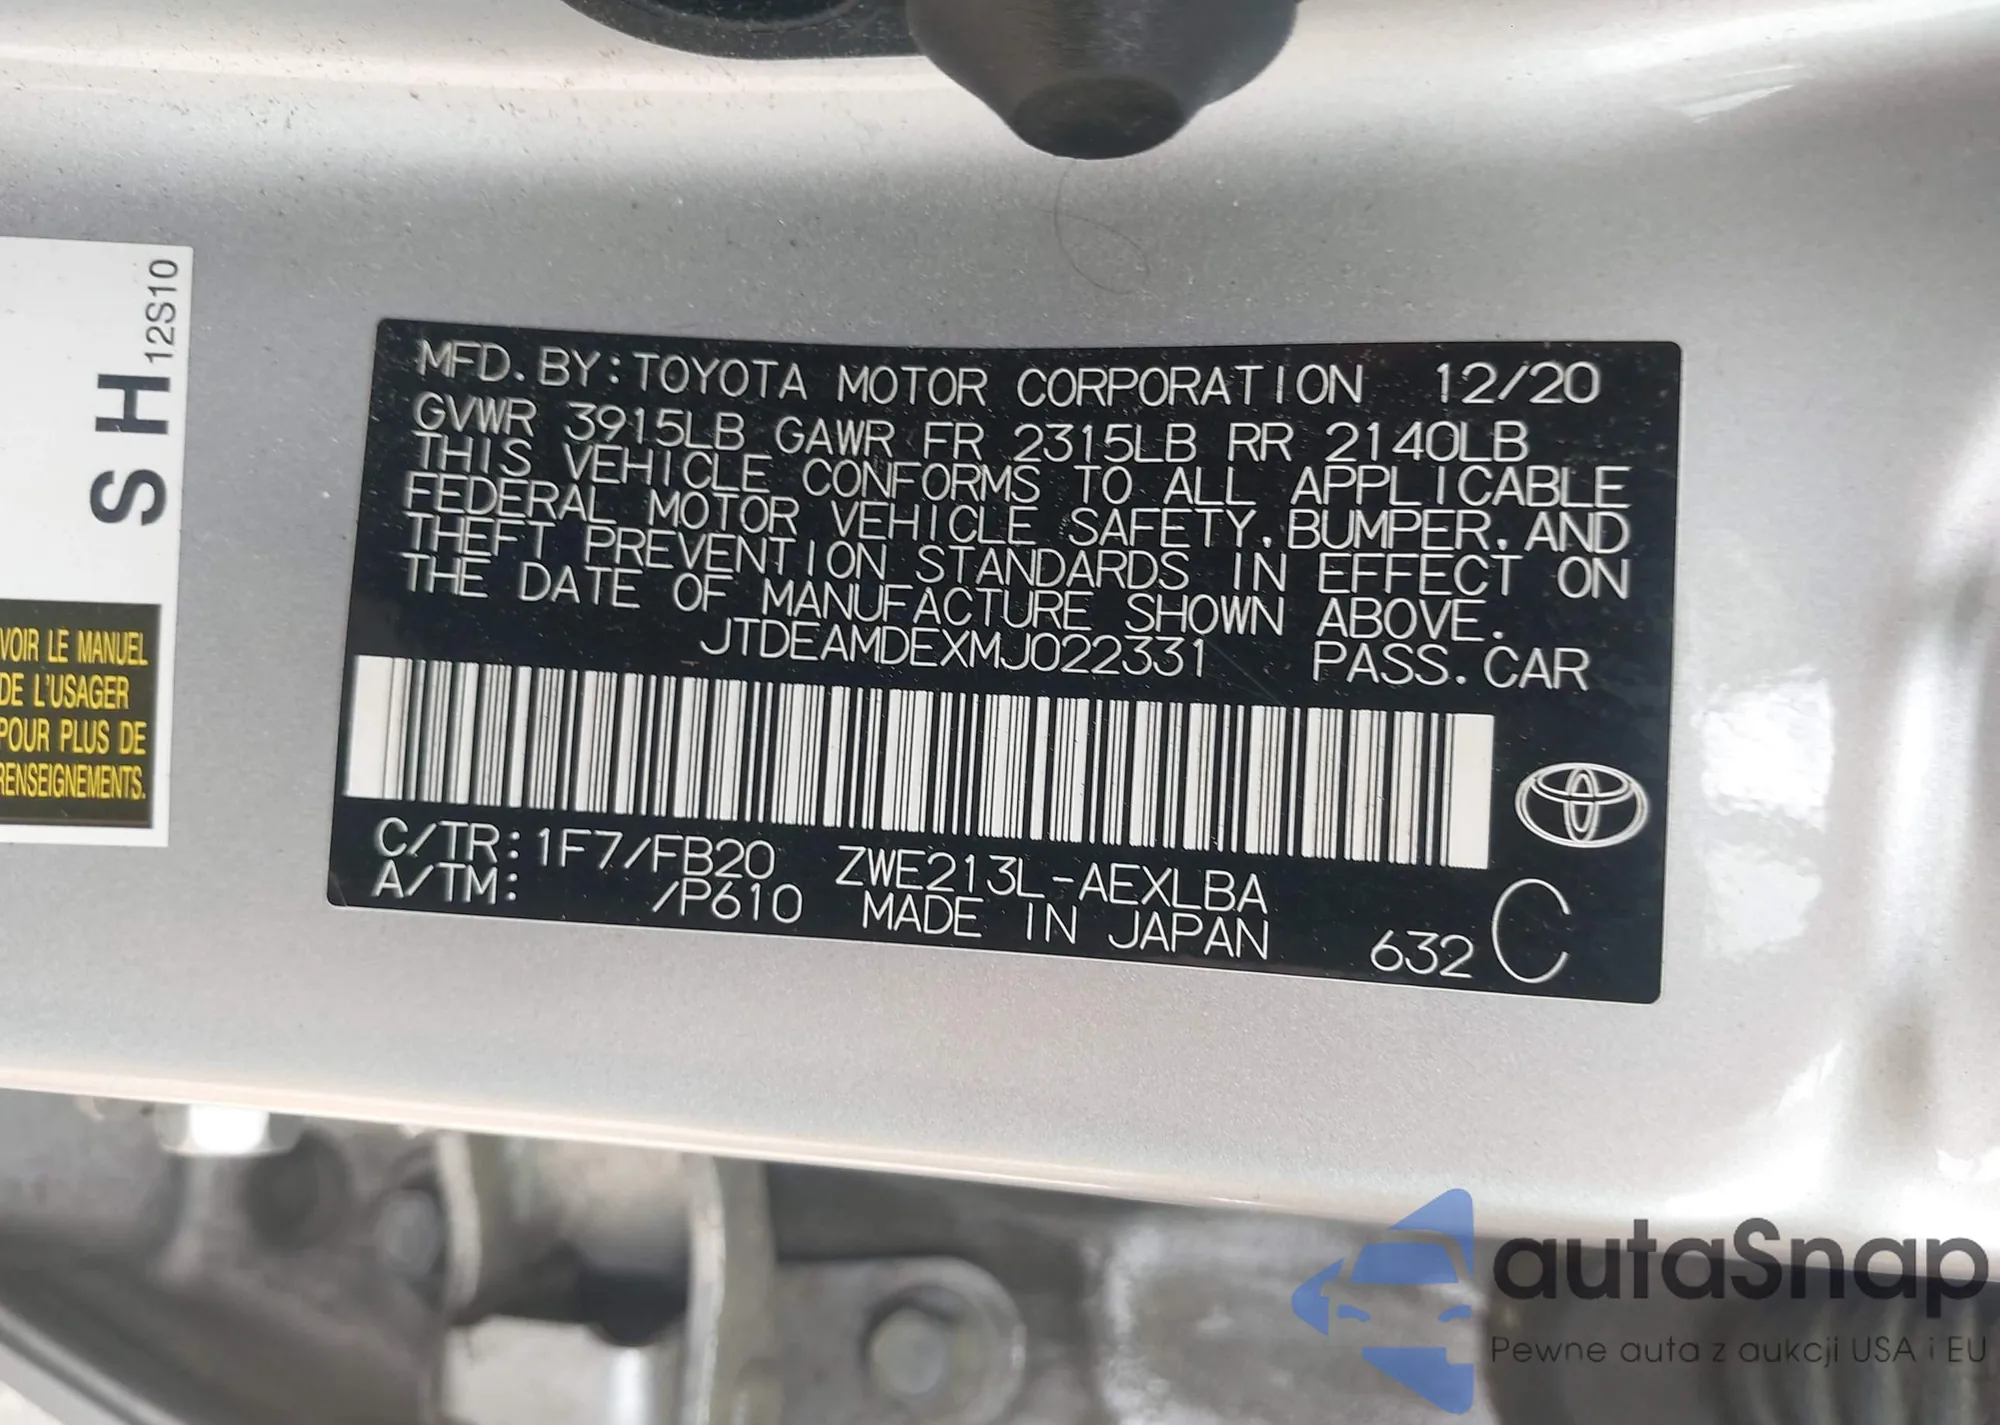 SH 12S10
VOIR LE MANUEL
DE L'USAGER
POUR PLUS DE
RENSEIGNEMENTS.
MFD. BY: TOYOTA MOTOR CORPORATION 12/20
GVWR 3915LB GAWR FR 2315LB RR 2140LB
THIS VEHICLE CONFORMS TO ALL APPLICABLE
FEDERAL MOTOR VEHICLE SAFETY, BUMPER, AND
THEFT PREVENTION STANDARDS IN EFFECT ON
THE DATE OF MANUFACTURE SHOWN ABOVE.
JTDEAMDEXMJ022331 PASS. CAR
C/TR: 1F7/FB20 ZWE213L-AEXLBA
A/TM: /P610 MADE IN JAPAN 632 C
autaSnap
Pewne auta z aukcji USA i EU